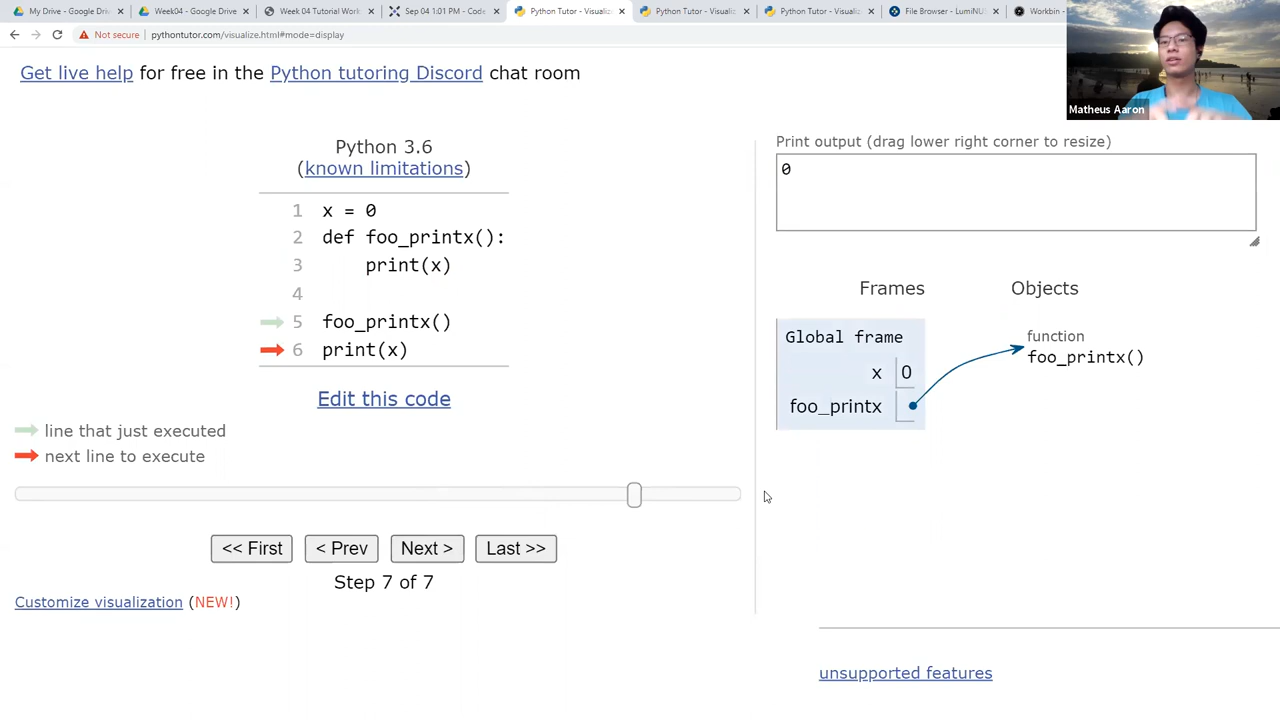 My Drive - Google Dri
Week04 - Google Drive
Week 04 Tutorial Work
Sep 04 1:01 PM - Code
Python Tutor - Visualiz
Python Tutor - Visualiz
Python Tutor - Visualiz
File Browser - LumiNUS
Workbin -
Not secure | pythontutor.com/visualize.html#mode=display
Get live help for free in the Python tutoring Discord chat room
Matheus Aaron
Python 3.6
(known limitations)
1 x = 0
2 def foo_printx():
3 print(x)
4
5 foo_printx()
6 print(x)
Edit this code
line that just executed
next line to execute
<< First
< Prev
Next >
Last >>
Step 7 of 7
Customize visualization (NEW!)
Print output (drag lower right corner to resize)
0
Frames
Objects
Global frame
x 0
foo_printx
function
foo_printx()
unsupported features